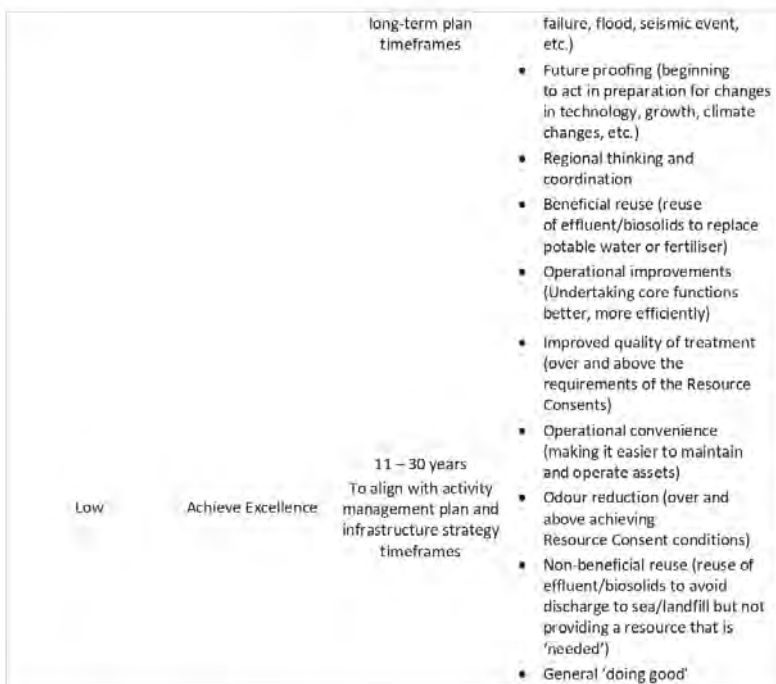 long-term plan
timeframes
failure, flood, seismic event,
etc.)
• Future proofing (beginning
to act in preparation for changes
in technology, growth, climate
changes, etc.)
• Regional thinking and
coordination
• Beneficial reuse (reuse
of effluent/biosolids to replace
potable water or fertiliser)
• Operational improvements
(Undertaking core functions
better, more efficiently)
Low
Achieve Excellence
11 – 30 years
To align with activity
management plan and
infrastructure strategy
timeframes
• Improved quality of treatment
(over and above the
requirements of the Resource
Consents)
• Operational convenience
(making it easier to maintain
and operate assets)
• Odour reduction (over and
above achieving
Resource Consent conditions)
• Non-beneficial reuse (reuse of
effluent/biosolids to avoid
discharge to sea/landfill but not
providing a resource that is
‘needed’)
• General ‘doing good’